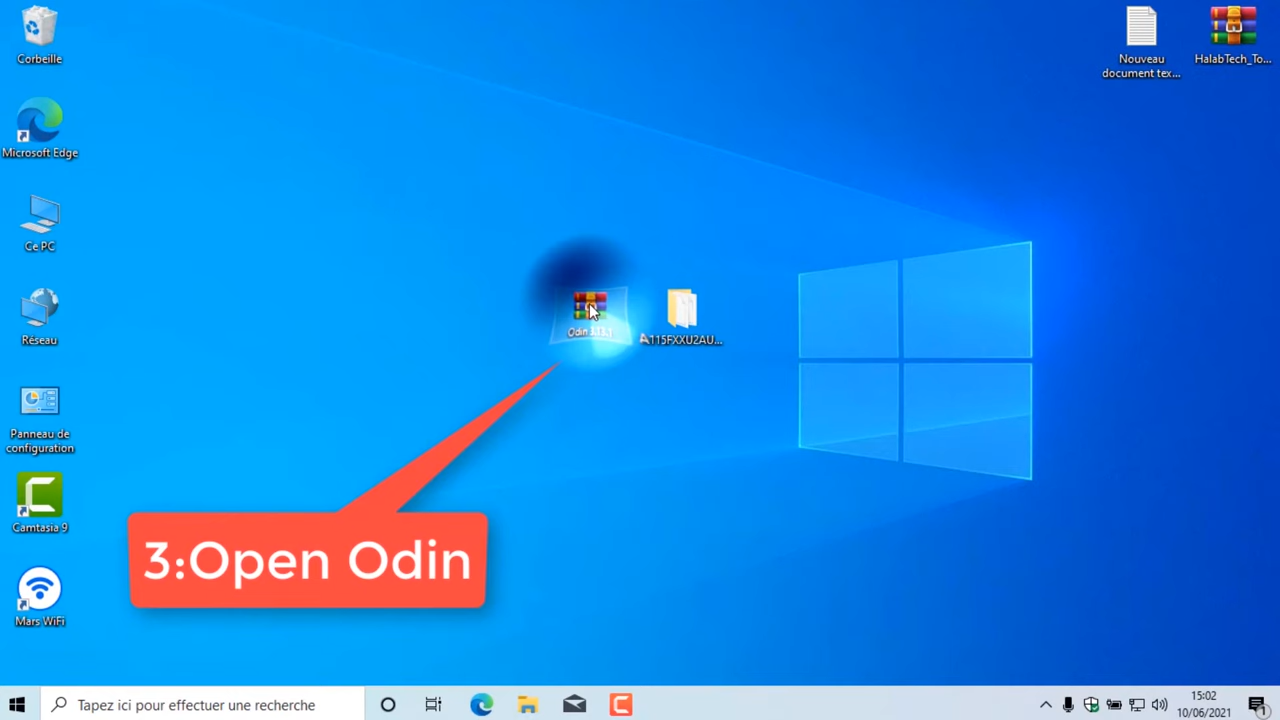 Corbeille
Microsoft Edge
Ce PC
Réseau
Panneau de
configuration
Camtasia 9
Mars WiFi
Nouveau
document tex...
HalabTech_To...
Odin 3.13.1
A115FXXU2AU...
3:Open Odin
Tapez ici pour effectuer une recherche
15:02
10/06/2021
1